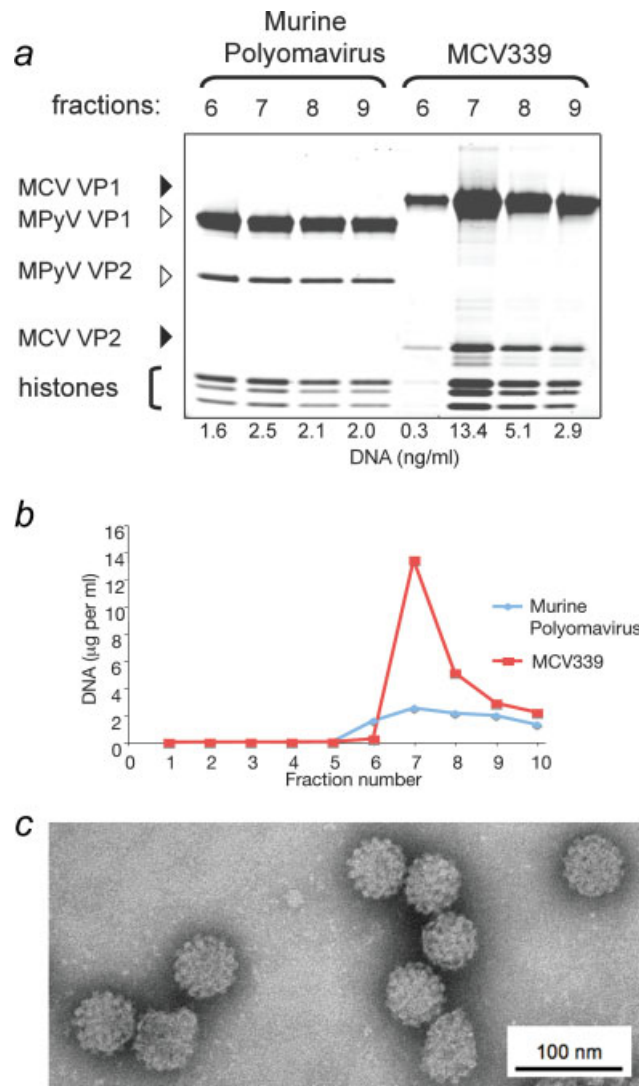 a
Murine
Polyomavirus
MCV339
fractions: 6 7 8 9 6 7 8 9
MCV VP1
MPyV VP1
MPyV VP2
MCV VP2
histones
1.6 2.5 2.1 2.0 0.3 13.4 5.1 2.9
DNA (ng/ml)
b
16
14
12
10
8
6
4
2
0
DNA (µg per ml)
0 1 2 3 4 5 6 7 8 9 10
Fraction number
Murine
Polyomavirus
MCV339
c
100 nm